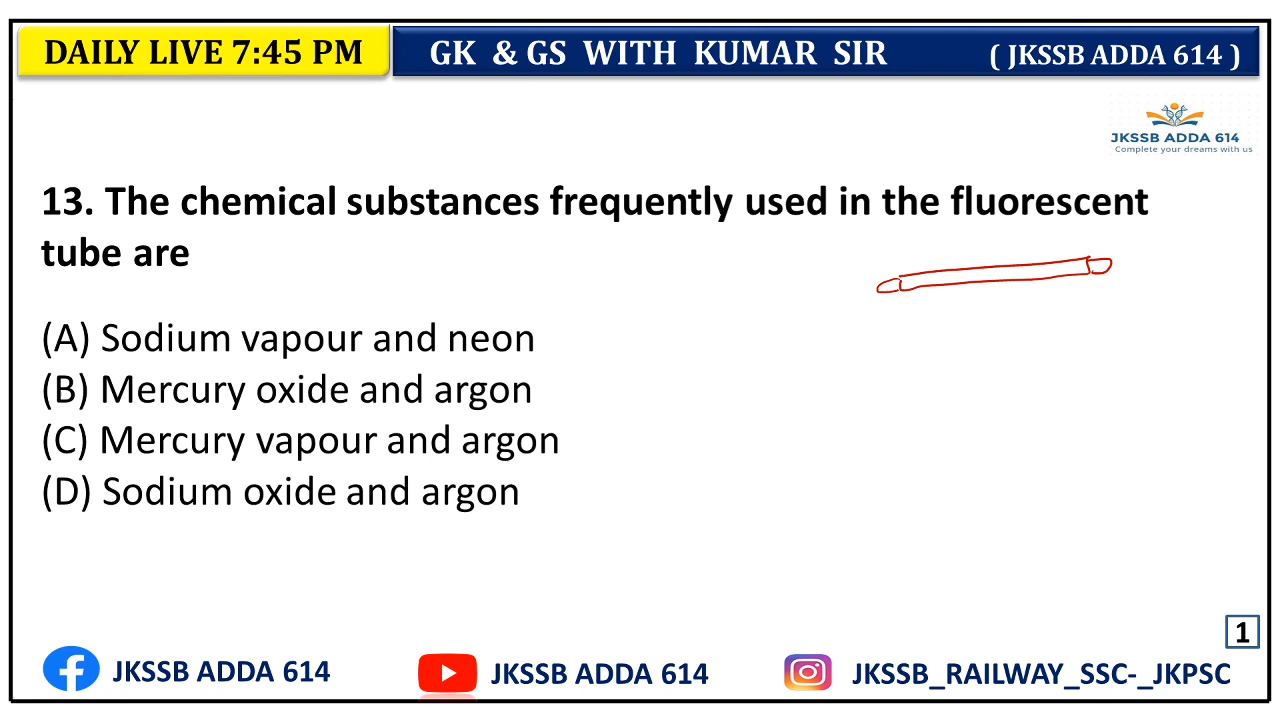 DAILY LIVE 7:45 PM
GK & GS WITH KUMAR SIR ( JKSSB ADDA 614 )
JKSSB ADDA 614
Complete your dreams with us
13. The chemical substances frequently used in the fluorescent
tube are
(A) Sodium vapour and neon
(B) Mercury oxide and argon
(C) Mercury vapour and argon
(D) Sodium oxide and argon
1
JKSSB ADDA 614
JKSSB ADDA 614
JKSSB_RAILWAY_SSC-_JKPSC